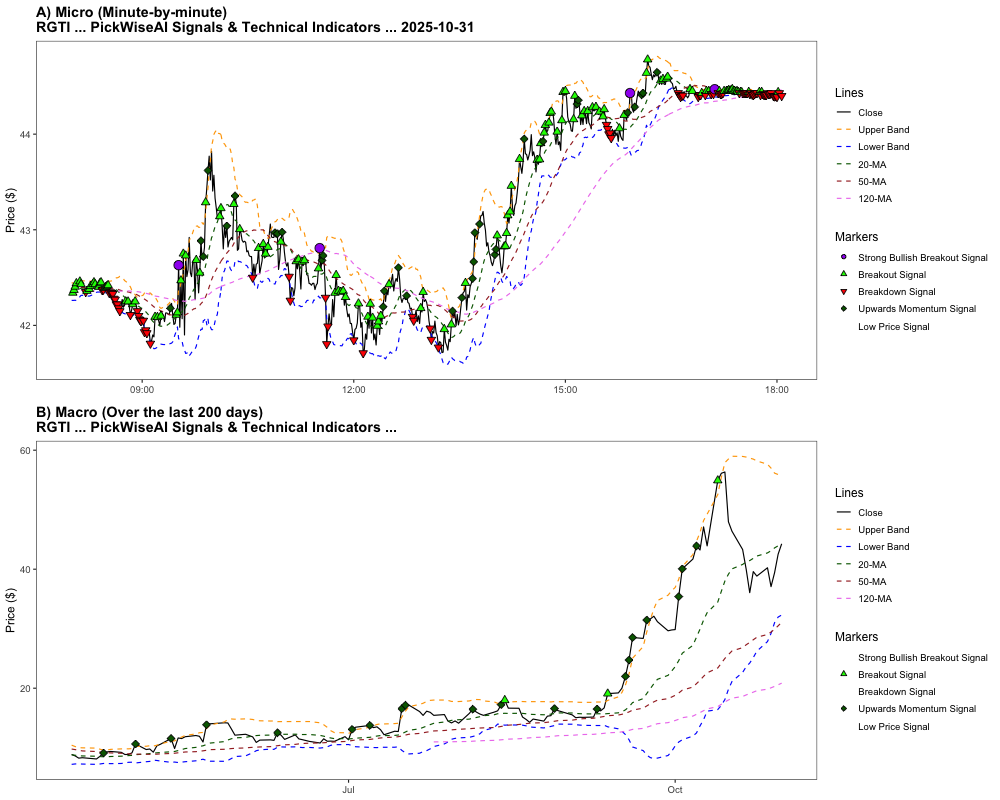 A) Micro (Minute-by-minute)
RGTI ... PickWiseAI Signals & Technical Indicators ... 2025-10-31
Price ($)
44
43
42
09:00
12:00
15:00
18:00
Lines
Close
Upper Band
Lower Band
20-MA
50-MA
120-MA
Markers
Strong Bullish Breakout Signal
Breakout Signal
Breakdown Signal
Upwards Momentum Signal
Low Price Signal
B) Macro (Over the last 200 days)
RGTI ... PickWiseAI Signals & Technical Indicators ...
Price ($)
60
40
20
Jul
Oct
Lines
Close
Upper Band
Lower Band
20-MA
50-MA
120-MA
Markers
Strong Bullish Breakout Signal
Breakout Signal
Breakdown Signal
Upwards Momentum Signal
Low Price Signal